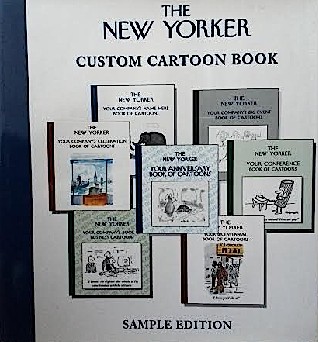 THE
NEW YORKER
CUSTOM CARTOON BOOK
THE
NEW YORKER
YOUR COMPANY'S NAME HERE
BOOK OF CARTOONS
THE
NEW YORKER
YOUR COMPANY'S BIG EVENT
BOOK OF CARTOONS
THE
NEW YORKER
YOUR COMPANY'S CELEBRATION
BOOK OF CARTOONS
THE
NEW YORKER
YOUR ANNIVERSARY
BOOK OF CARTOONS
THE
NEW YORKER
YOUR CONFERENCE
BOOK OF CARTOONS
THE
NEW YORKER
YOUR COMPANY'S NAME
BUSINESS CARTOONS
THE
NEW YORKER
BOOK OF CARTOONS
SAMPLE EDITION